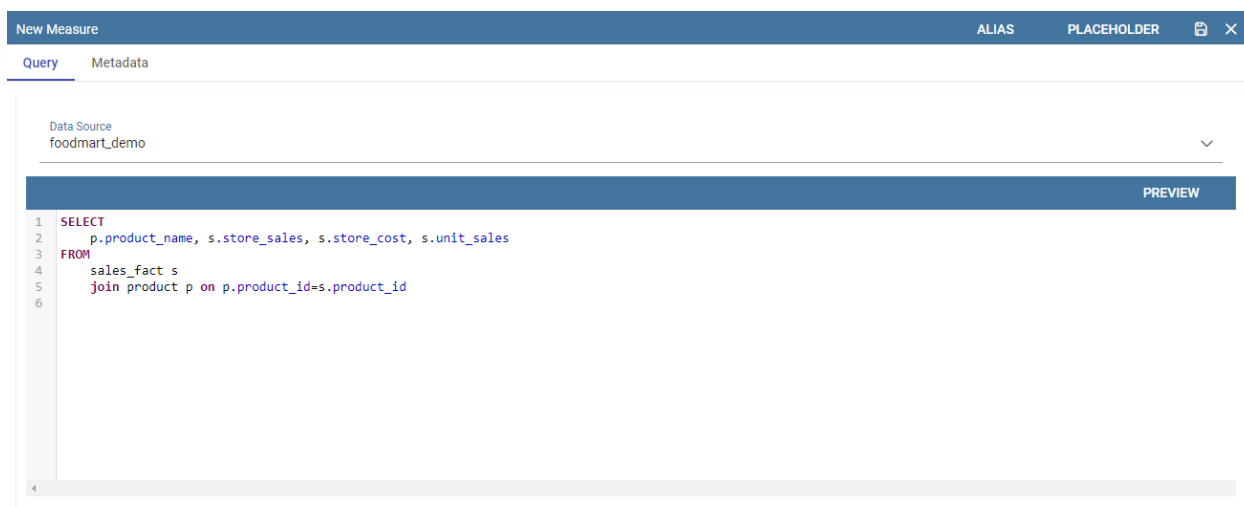 New Measure ALIAS PLACEHOLDER
Query Metadata
Data Source
foodmart_demo
PREVIEW
1 SELECT
2 p.product_name, s.store_sales, s.store_cost, s.unit_sales
3 FROM
4 sales_fact s
5 join product p on p.product_id=s.product_id
6